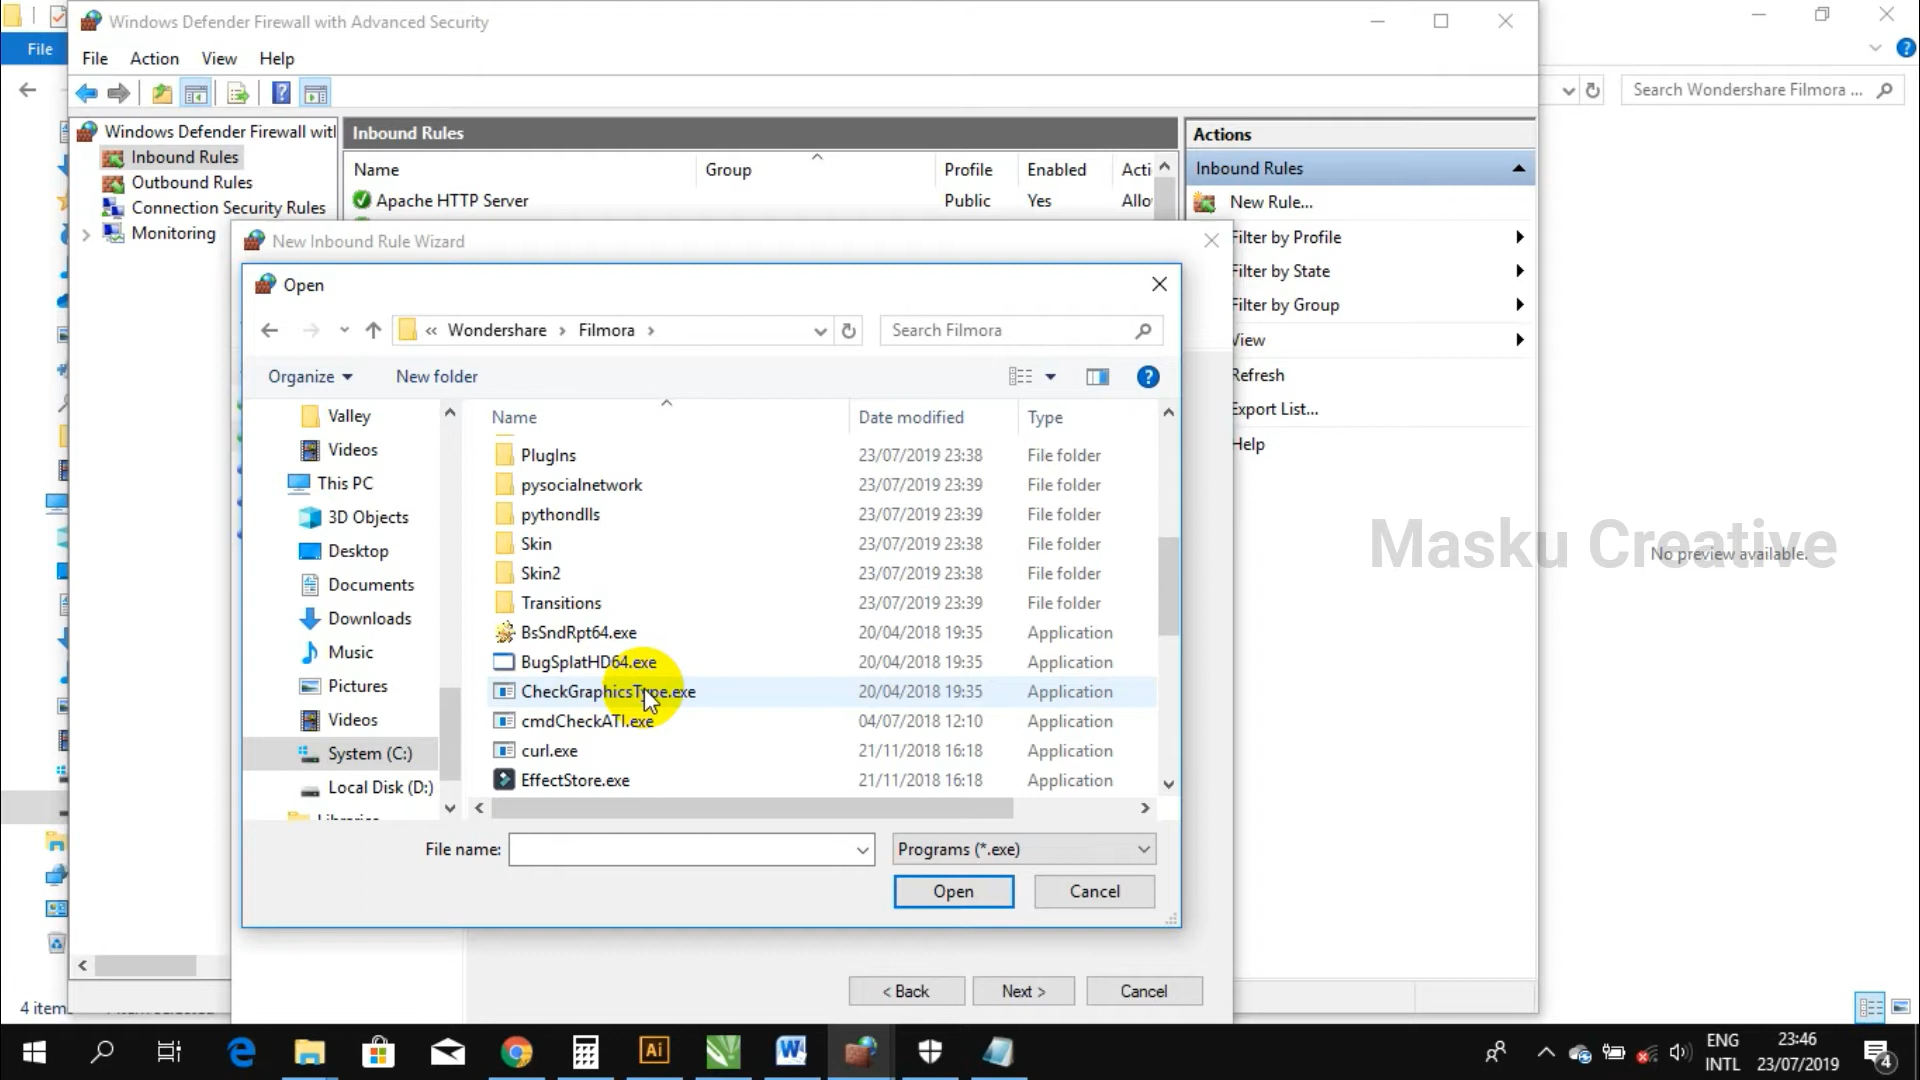 Windows Defender Firewall with Advanced Security
File
File Action View Help
Search Wondershare Filmora ...
Windows Defender Firewall witl
Inbound Rules
Outbound Rules
Connection Security Rules
Monitoring
Inbound Rules
Name Group Profile Enabled Acti
Apache HTTP Server Public Yes Allo
Actions
Inbound Rules
New Rule...
Filter by Profile
Filter by State
Filter by Group
View
Refresh
Export List...
Help
New Inbound Rule Wizard
Open
« Wondershare › Filmora ›
Search Filmora
Organize
New folder
Valley
Videos
This PC
3D Objects
Desktop
Documents
Downloads
Music
Pictures
Videos
System (C:)
Local Disk (D:)
Name Date modified Type
PlugIns 23/07/2019 23:38 File folder
pysocialnetwork 23/07/2019 23:39 File folder
pythondlls 23/07/2019 23:39 File folder
Skin 23/07/2019 23:38 File folder
Skin2 23/07/2019 23:38 File folder
Transitions 23/07/2019 23:39 File folder
BsSndRpt64.exe 20/04/2018 19:35 Application
BugSplatHD64.exe 20/04/2018 19:35 Application
CheckGraphicsType.exe 20/04/2018 19:35 Application
cmdCheckATI.exe 04/07/2018 12:10 Application
curl.exe 21/11/2018 16:18 Application
EffectStore.exe 21/11/2018 16:18 Application
File name:
Programs (*.exe)
Open
Cancel
< Back
Next >
Cancel
Masku Creative
No preview available.
4 items
Ai
W
ENG
INTL
23:46
23/07/2019
4